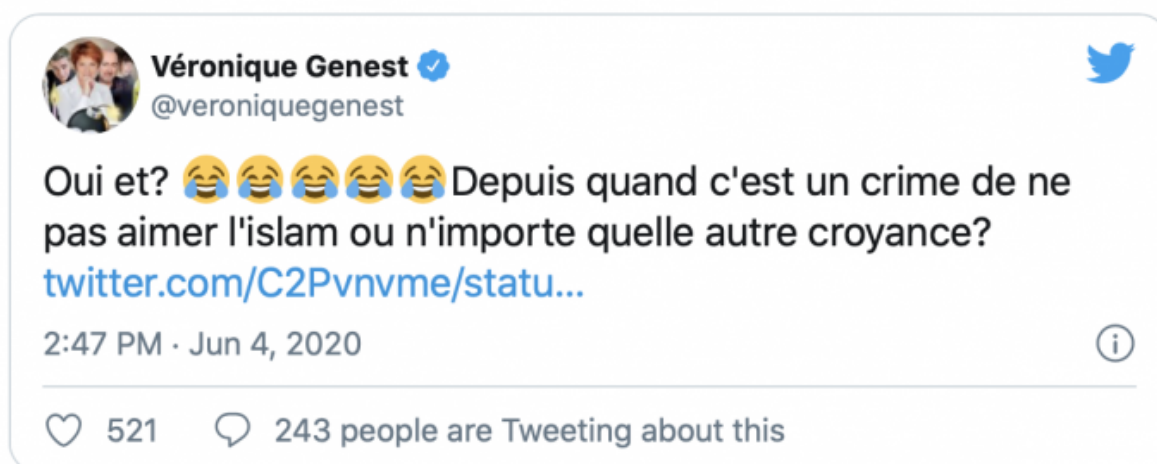 Véronique Genest
@veroniquegenest
Oui et? 😂😂😂😂😂Depuis quand c'est un crime de ne
pas aimer l'islam ou n'importe quelle autre croyance?
twitter.com/C2Pvnvme/statu...
2:47 PM · Jun 4, 2020
521 243 people are Tweeting about this